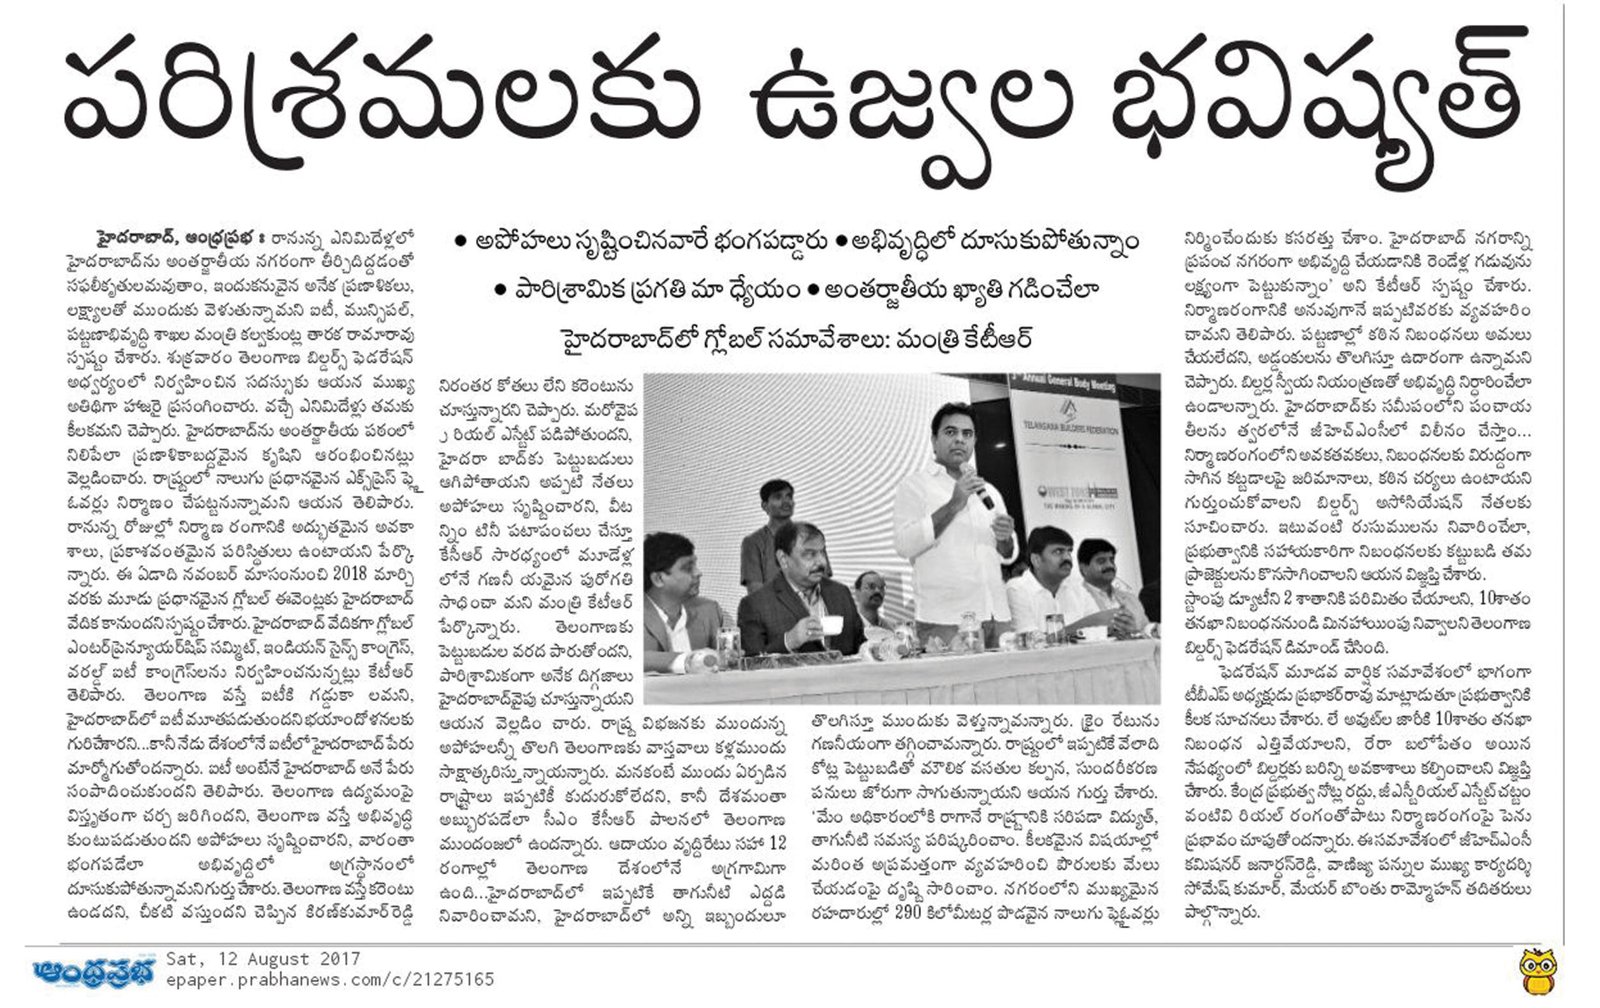 పరిశ్రమలకు ఉజ్వల భవిష్యత్
హైదరాబాద్, ఆంధ్రప్రభ : రానున్న ఎనిమిదేళ్లలో
హైదరాబాద్‌ను అంతర్జాతీయ నగరంగా తీర్చిదిద్దడంతో
సఫలీకృతులమవుతాం, ఇందుకనువైన అనేక ప్రణాళికలు,
లక్ష్యాలతో ముందుకు వెళుతున్నామని ఐటీ, మున్సిపల్,
పట్టణాభివృద్ధి శాఖల మంత్రి కల్వకుంట్ల తారక రామారావు
స్పష్టం చేశారు. శుక్రవారం తెలంగాణ బిల్డర్స్ ఫెడరేషన్
అధ్వర్యంలో నిర్వహించిన సదస్సుకు ఆయన ముఖ్య
అతిథిగా హాజరై ప్రసంగించారు. వచ్చే ఎనిమిదేళ్లు తమకు
కీలకమని చెప్పారు. హైదరాబాద్‌ను అంతర్జాతీయ పఠంలో
నిలిపేలా ప్రణాళికాబద్దమైన కృషిని ఆరంభించినట్లు
వెల్లడించారు. రాష్ట్రంలో నాలుగు ప్రధానమైన ఎక్స్‌ప్రెస్ ఫ్లై
ఓవర్లు నిర్మాణం చేపట్టనున్నామని ఆయన తెలిపారు.
రానున్న రోజుల్లో నిర్మాణ రంగానికి అద్భుతమైన అవకా
శాలు, ప్రకాశవంతమైన పరిస్థితులు ఉంటాయని పేర్కొ
న్నారు. ఈ ఏడాది నవంబర్ మాసంనుంచి 2018 మార్చి
వరకు మూడు ప్రధానమైన గ్లోబల్ ఈవెంట్లకు హైదరాబాద్
వేదిక కానుందని స్పష్టం చేశారు. హైదరాబాద్ వేదికగా గ్లోబల్
ఎంటర్‌ప్రైన్యూయర్‌షిప్ సమ్మిట్, ఇండియన్ సైన్స్ కాంగ్రెస్,
వరల్డ్ ఐటీ కాంగ్రెస్‌లను నిర్వహించనున్నట్లు కేటీఆర్
తెలిపారు. తెలంగాణ వస్తే ఐటీకి గడ్డుకా లమని,
హైదరాబాద్‌లో ఐటీ మూతపడుతుందని భయాందోళనలకు
గురిచేశారని...కానీ నేడు దేశంలోనే ఐటీలో హైదరాబాద్ పేరు
మార్మోగుతోందన్నారు. ఐటీ అంటేనే హైదరాబాద్ అనే పేరు
సంపాదించుకుందని తెలిపారు. తెలంగాణ ఉద్యమంపై
విస్తృతంగా చర్చ జరిగిందని, తెలంగాణ వస్తే అభివృద్ధి
కుంటుపడుతుందని అపోహలు సృష్టించారని, వారంతా
భంగపడేలా అభివృద్దిలో అగ్రస్థానంలో
దూసుకుపోతున్నామని గుర్తు చేశారు. తెలంగాణ వస్తే కరెంటు
ఉండదని, చీకటి వస్తుందని చెప్పిన కిరణ్‌కుమార్ రెడ్డి
• అపోహలు సృష్టించినవారే భంగపడ్డారు • అభివృద్ధిలో దూసుకుపోతున్నాం
• పారిశ్రామిక ప్రగతి మా ధ్యేయం • అంతర్జాతీయ ఖ్యాతి గడించేలా
హైదరాబాద్‌లో గ్లోబల్ సమావేశాలు: మంత్రి కేటీఆర్
నిరంతర కోతలు లేని కరెంటును
చూస్తున్నారని చెప్పారు. మరోవైప
ు రియల్ ఎస్టేట్ పడిపోతుందని,
హైదరా బాద్‌కు పెట్టుబడులు
ఆగిపోతాయని అప్పటి నేతలు
అపోహలు సృష్టించారని, వీట
న్నిం టినీ పటాపంచలు చేస్తూ
కేసీఆర్ సారధ్యంలో మూడేళ్ల
లోనే గణనీ యమైన పురోగతి
సాధించా మని మంత్రి కేటీఆర్
పేర్కొన్నారు. తెలంగాణకు
పెట్టుబడుల వరద పారుతోందని,
పారిశ్రామికంగా అనేక దిగ్గజాలు
హైదరాబాద్‌వైపు చూస్తున్నాయని
ఆయన వెల్లడిం చారు. రాష్ట్ర విభజనకు ముందున్న
అపోహలన్నీ తొలగి తెలంగాణకు వాస్తవాలు కళ్లముందు
సాక్షాత్కరిస్తు న్నాయన్నారు. మనకంటే ముందు ఏర్పడిన
రాష్ట్రాలు ఇప్పటికీ కుదురుకోలేదని, కానీ దేశమంతా
అబ్బురపడేలా సీఎం కేసీఆర్ పాలనలో తెలంగాణ
ముందంజలో ఉందన్నారు. ఆదాయం వృద్ధిరేటు సహా 12
రంగాల్లో తెలంగాణ దేశంలోనే అగ్రగామిగా
ఉంది...హైదరాబాద్‌లో ఇప్పటికే తాగునీటి ఎద్దడి
నివారించామని, హైదరాబాద్‌లో అన్ని ఇబ్బందులూ
3rd Annual General Body Meeting
TELANGANA BUILDERS FEDERATION
THE MAKING OF A GLOBAL CITY
తొలగిస్తూ ముందుకు వెళ్తున్నామన్నారు. క్రైం రేటును
గణనీయంగా తగ్గించామన్నారు. రాష్ట్రంలో ఇప్పటికే వేలాది
కోట్ల పెట్టుబడితో మౌలిక వసతుల కల్పన, సుందరీకరణ
పనులు జోరుగా సాగుతున్నాయని ఆయన గుర్తు చేశారు.
'మేం అధికారంలోకి రాగానే రాష్ట్రానికి సరిపడా విద్యుత్,
తాగునీటి సమస్య పరిష్కరించాం. కీలకమైన విషయాల్లో
మరింత అప్రమత్తంగా వ్యవహరించి పౌరులకు మేలు
చేయడంపై దృష్టి సారించాం. నగరంలోని ముఖ్యమైన
రహదారుల్లో 290 కిలోమీటర్ల పొడవైన నాలుగు ఫ్లైఓవర్లు
నిర్మించేందుకు కసరత్తు చేశాం. హైదరాబాద్ నగరాన్ని
ప్రపంచ నగరంగా అభివృద్ది చేయడానికి రెండేళ్ల గడువును
లక్ష్యంగా పెట్టుకున్నాం' అని కేటీఆర్ స్పష్టం చేశారు.
నిర్మాణరంగానికి అనువుగానే ఇప్పటివరకు వ్యవహరిం
చామని తెలిపారు. పట్టణాల్లో కఠిన నిబంధనలు అమలు
చేయలేదని, అడ్డంకులను తొలగిస్తూ ఉదారంగా ఉన్నామని
చెప్పారు. బిల్డర్ల స్వీయ నియంత్రణతో అభివృద్ధి నిర్ధారించేలా
ఉండాలన్నారు. హైదరాబాద్‌కు సమీపంలోని పంచాయ
తీలను త్వరలోనే జీహెచ్ఎంసీలో విలీనం చేస్తాం...
నిర్మాణరంగంలోని అవకతవకలు, నిబంధనలకు విరుద్దంగా
సాగిన కట్టడాలపై జరిమానాలు, కఠిన చర్యలు ఉంటాయని
గుర్తుంచుకోవాలని బిల్డర్స్ అసోసియేషన్ నేతలకు
సూచించారు. ఇటువంటి రుసుములను నివారించేలా,
ప్రభుత్వానికి సహాయకారిగా నిబంధనలకు కట్టుబడి తమ
ప్రాజెక్టులను కొనసాగించాలని ఆయన విజ్ఞప్తి చేశారు.
స్టాంపు డ్యూటీని 2 శాతానికి పరిమితం చేయాలని, 10శాతం
తనఖా నిబంధననుండి మినహాయింపు నివ్వాలని తెలంగాణ
బిల్డర్స్ ఫెడరేషన్ డిమాండ్ చేసింది.
ఫెడరేషన్ మూడవ వార్షిక సమావేశంలో భాగంగా
టీబీఎఫ్ అధ్యక్షుడు ప్రభాకర్‌రావు మాట్లాడుతూ ప్రభుత్వానికి
కీలక సూచనలు చేశారు. లే అవుట్‌ల జారీకి 10శాతం తనఖా
నిబంధన ఎత్తివేయాలని, రేరా బలోపేతం అయిన
నేపథ్యంలో బిల్డర్లకు బరిన్ని అవకాశాలు కల్పించాలని విజ్ఞప్తి
చేశారు. కేంద్ర ప్రభుత్వ నోట్ల రద్దు, జీఎస్టీ రియల్ ఎస్టేట్ చట్టం
వంటివి రియల్ రంగంతోపాటు నిర్మాణరంగంపై పెను
ప్రభావం చూపుతోందన్నారు. ఈ సమావేశంలో జీహెచ్ఎంసీ
కమిషనర్ జనార్దన్‌రెడ్డి, వాణిజ్య పన్నుల ముఖ్య కార్యదర్శి
సోమేష్ కుమార్, మేయర్ బొంతు రామ్మోహన్ తదితరులు
పాల్గొన్నారు.
ఆంధ్రప్రభ
Sat, 12 August 2017
epaper.prabhanews.com/c/21275165